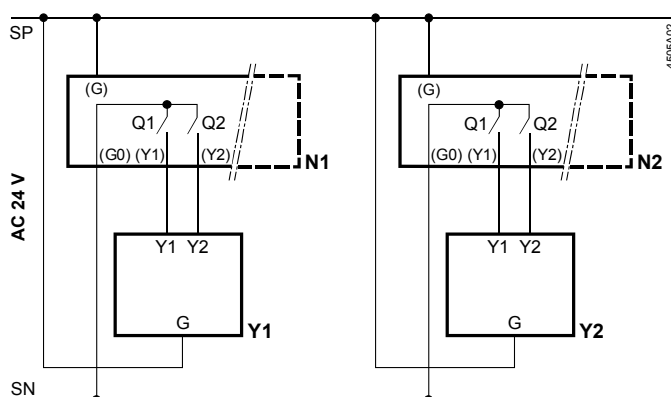 SP
4505A02
(G)
(G)
Q1 Q2
Q1 Q2
(G0) (Y1) (Y2)
N1
(G0) (Y1) (Y2)
N2
AC 24 V
Y1 Y2
Y1 Y2
G
Y1
G
Y2
SN